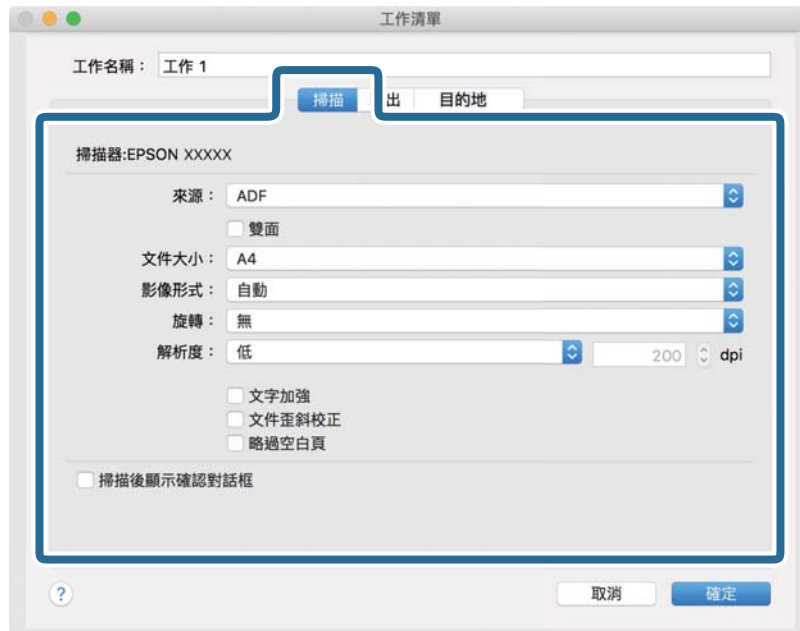 工作清單
工作名稱： 工作 1
掃描 出 目的地
掃描器:EPSON XXXXX
來源： ADF
雙面
文件大小： A4
影像形式： 自動
旋轉： 無
解析度： 低 200 dpi
文字加強
文件歪斜校正
略過空白頁
掃描後顯示確認對話框
? 取消 確定